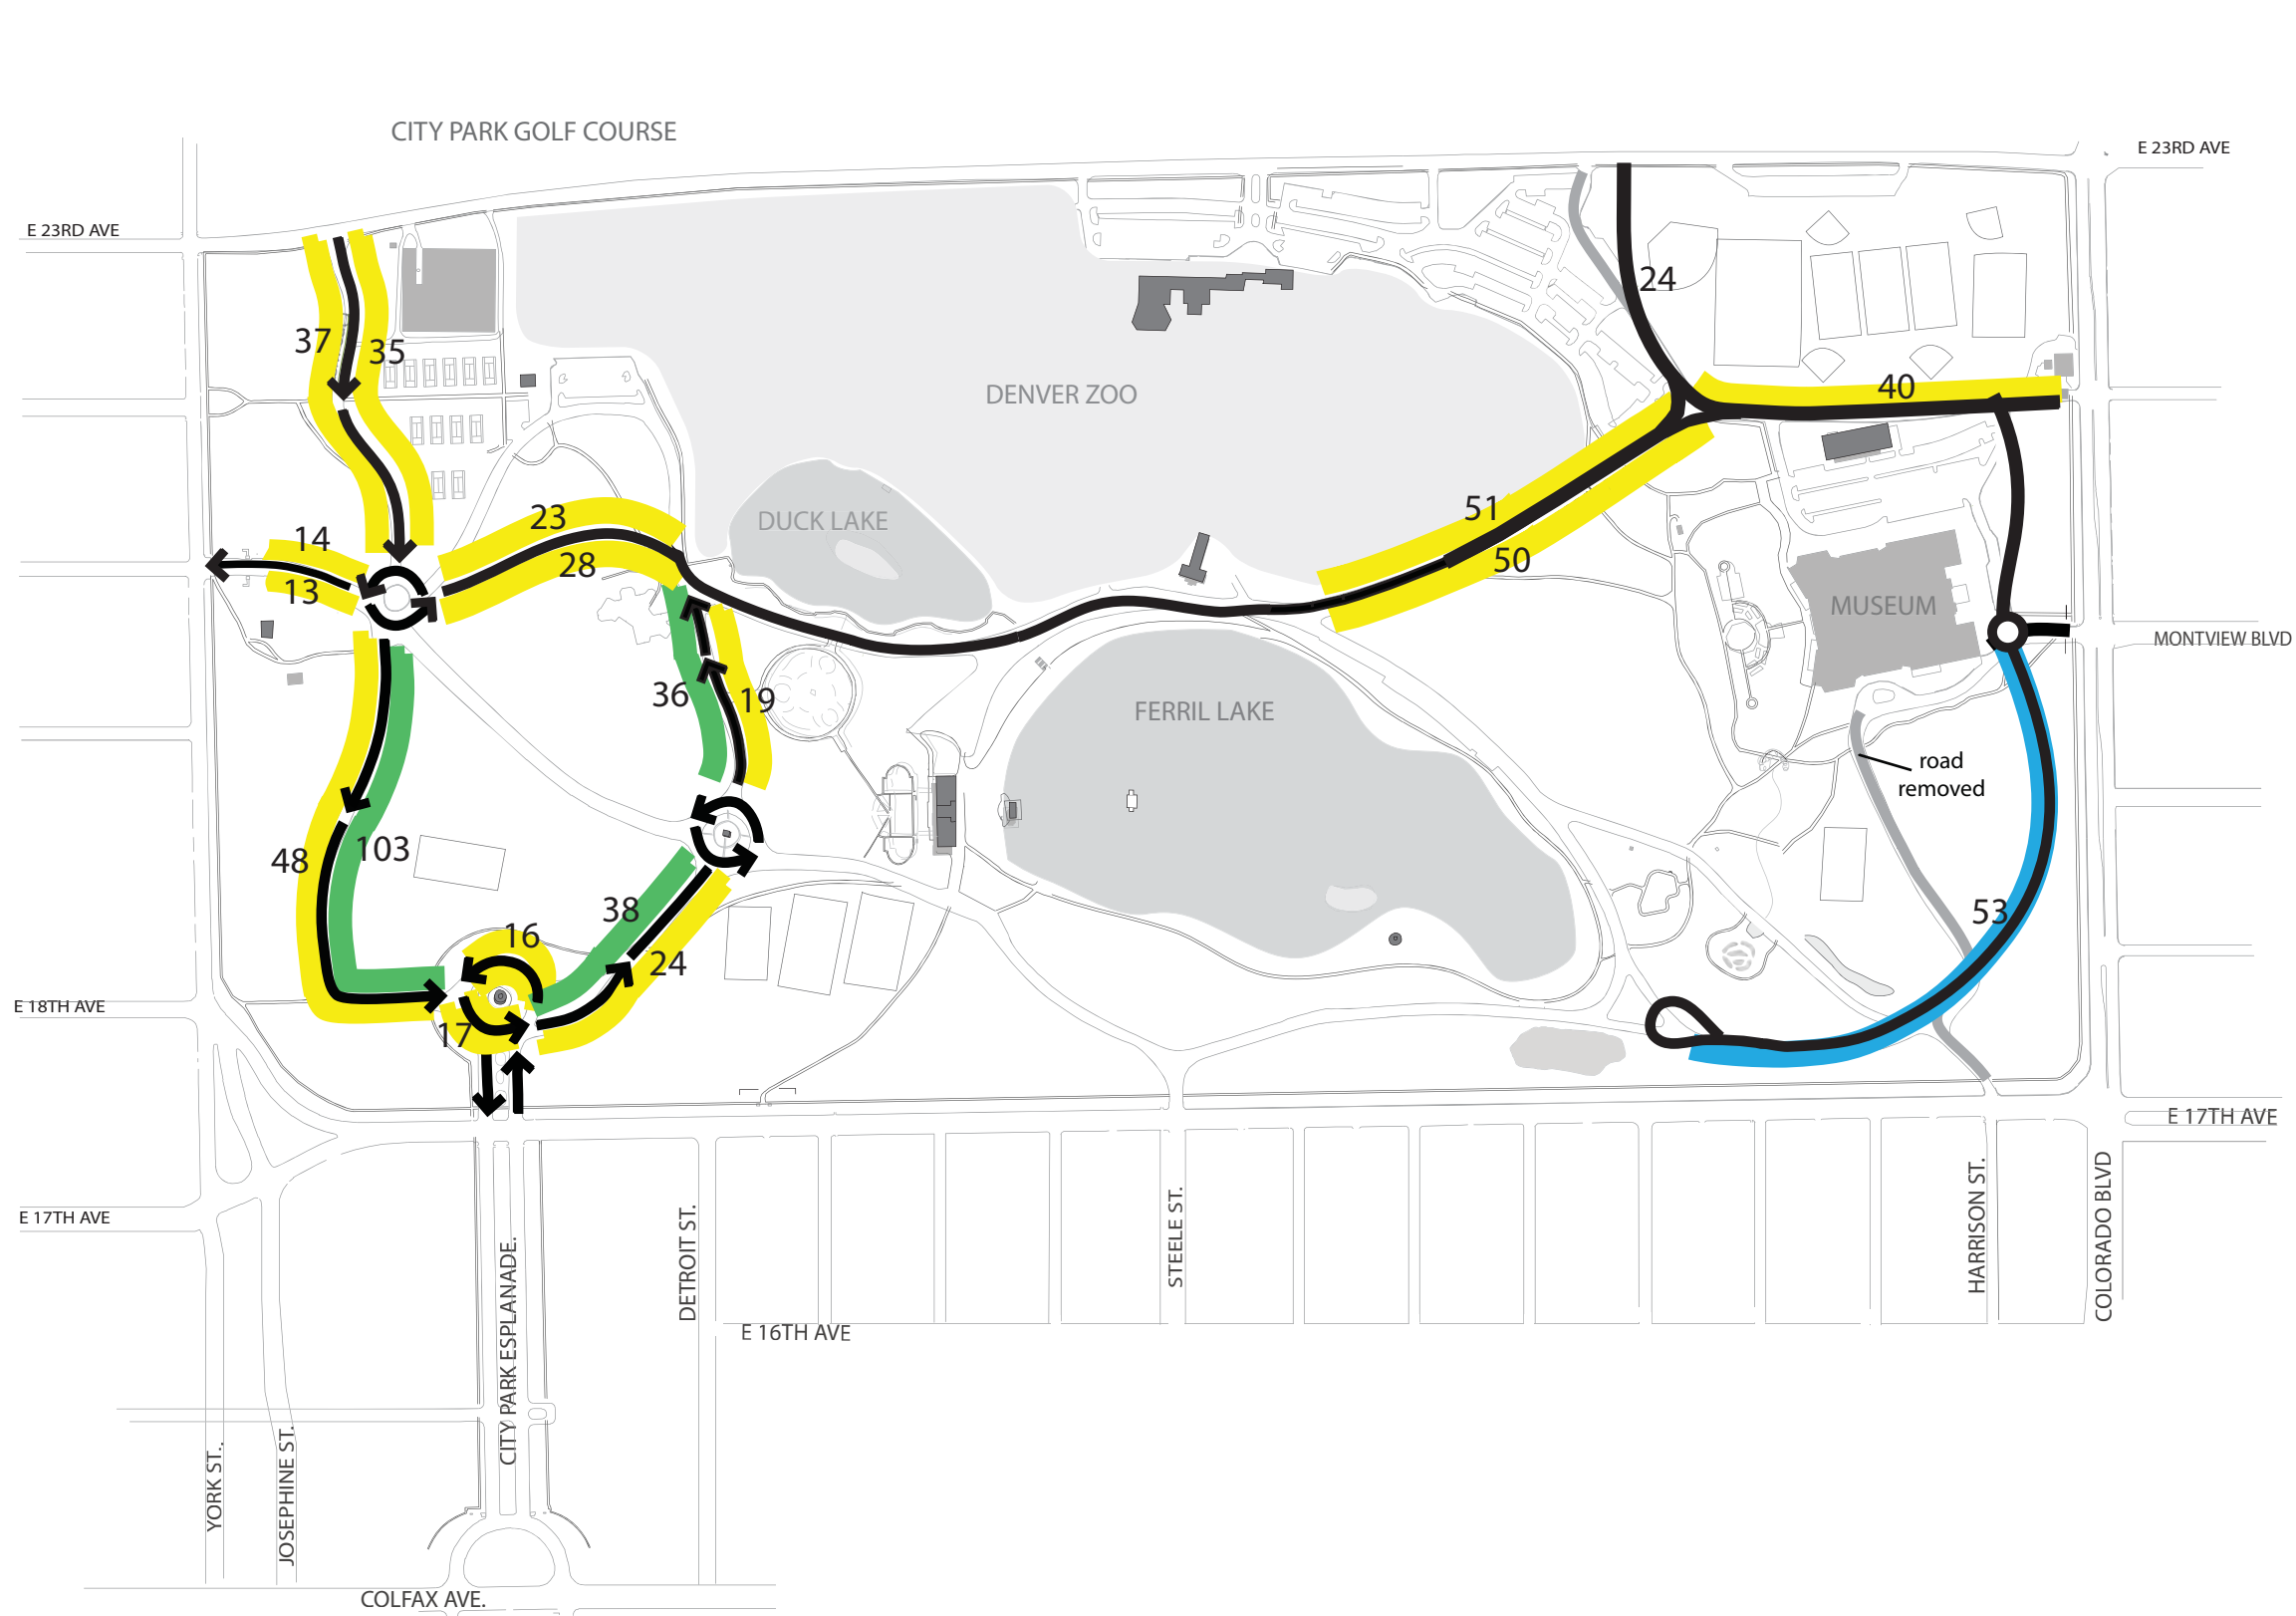 CITY PARK GOLF COURSE
E 23RD AVE
E 23RD AVE
24
37
35
40
DENVER ZOO
51
23
14
DUCK LAKE
50
28
13
MUSEUM
MONTVIEW BLVD
36
19
FERRIL LAKE
road
removed
48
103
38
53
16
24
E 18TH AVE
17
E 17TH AVE
E 17TH AVE
DETROIT ST.
STEELE ST.
HARRISON ST.
COLORADO BLVD
CITY PARK ESPLANADE.
E 16TH AVE
YORK ST..
JOSEPHINE ST.
COLFAX AVE.